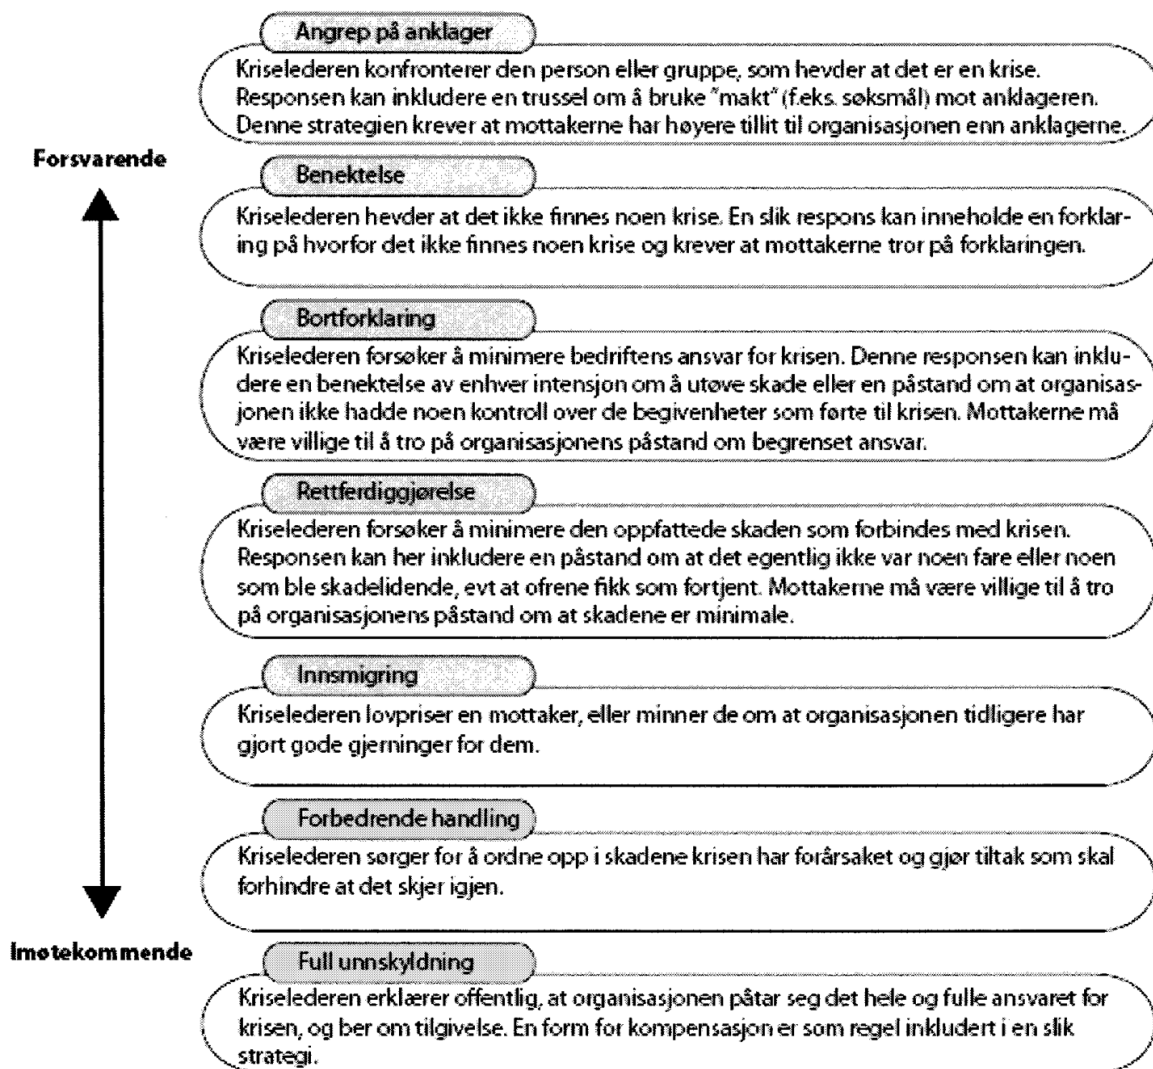 Angrep på anklager
Kriselederen konfronterer den person eller gruppe, som hevder at det er en krise.
Responsen kan inkludere en trussel om å bruke "makt" (f.eks. søksmål) mot anklageren.
Denne strategien krever at mottakerne har høyere tillit til organisasjonen enn anklagerne.
Forsvarende
Benektelse
Kriselederen hevder at det ikke finnes noen krise. En slik respons kan inneholde en forklar-
ing på hvorfor det ikke finnes noen krise og krever at mottakerne tror på forklaringen.
Bortforklaring
Kriselederen forsøker å minimere bedriftens ansvar for krisen. Denne responsen kan inklu-
dere en benektelse av enhver intensjon om å utøve skade eller en påstand om at organisas-
jonen ikke hadde noen kontroll over de begivenheter som førte til krisen. Mottakerne må
være villige til å tro på organisasjonens påstand om begrenset ansvar.
Rettferdiggjørelse
Kriselederen forsøker å minimere den oppfattede skaden som forbindes med krisen.
Responsen kan her inkludere en påstand om at det egentlig ikke var noen fare eller noen
som ble skadelidende, evt at ofrene fikk som fortjent. Mottakerne må være villige til å tro
på organisasjonens påstand om at skadene er minimale.
Innsmigring
Kriselederen lovpriser en mottaker, eller minner de om at organisasjonen tidligere har
gjort gode gjerninger for dem.
Forbedrende handling
Kriselederen sørger for å ordne opp i skadene krisen har forårsaket og gjør tiltak som skal
forhindre at det skjer igjen.
Imøtekommende
Full unnskyldning
Kriselederen erklærer offentlig, at organisasjonen påtar seg det hele og fulle ansvaret for
krisen, og ber om tilgivelse. En form for kompensasjon er som regel inkludert i en slik
strategi.